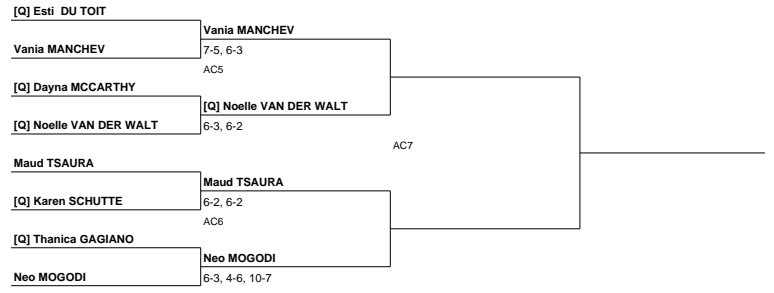 [Q] Esti DU TOIT
Vania MANCHEV
Vania MANCHEV
7-5, 6-3
AC5
[Q] Dayna MCCARTHY
[Q] Noelle VAN DER WALT
[Q] Noelle VAN DER WALT
6-3, 6-2
AC7
Maud TSAURA
Maud TSAURA
[Q] Karen SCHUTTE
6-2, 6-2
AC6
[Q] Thanica GAGIANO
Neo MOGODI
Neo MOGODI
6-3, 4-6, 10-7